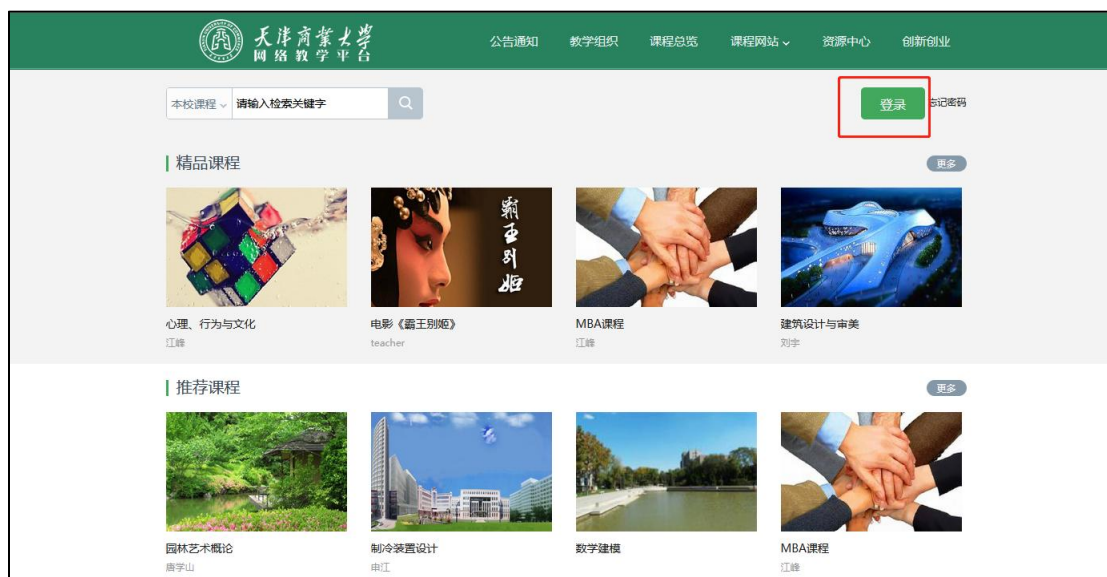 天津商业大学
网络教学平台
公告通知 教学组织 课程总览 课程网站 资源中心 创新创业
本校课程 请输入检索关键字 登录 忘记密码
精品课程 更多
霸王别姬
心理、行为与文化 电影《霸王别姬》 MBA课程 建筑设计与审美
江峰 teacher 江峰 刘宇
推荐课程 更多
园林艺术概论 制冷装置设计 数学建模 MBA课程
唐学山 申江 江峰